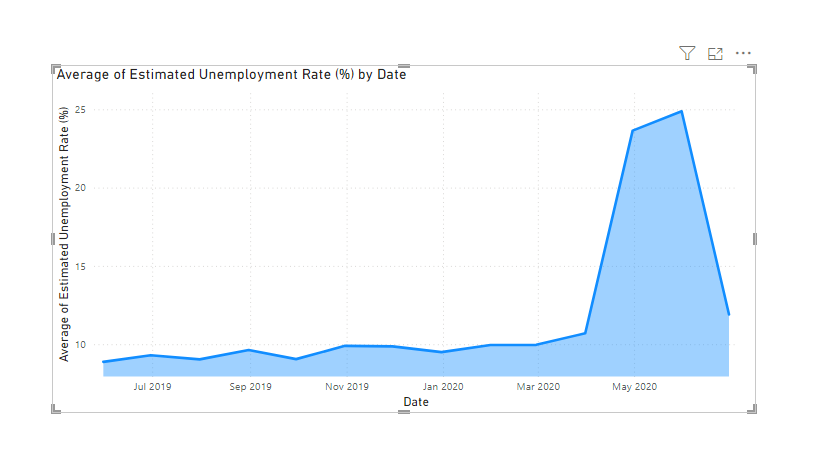 Average of Estimated Unemployment Rate (%) by Date
Average of Estimated Unemployment Rate (%)
25
20
15
10
Jul 2019 Sep 2019 Nov 2019 Jan 2020 Mar 2020 May 2020
Date